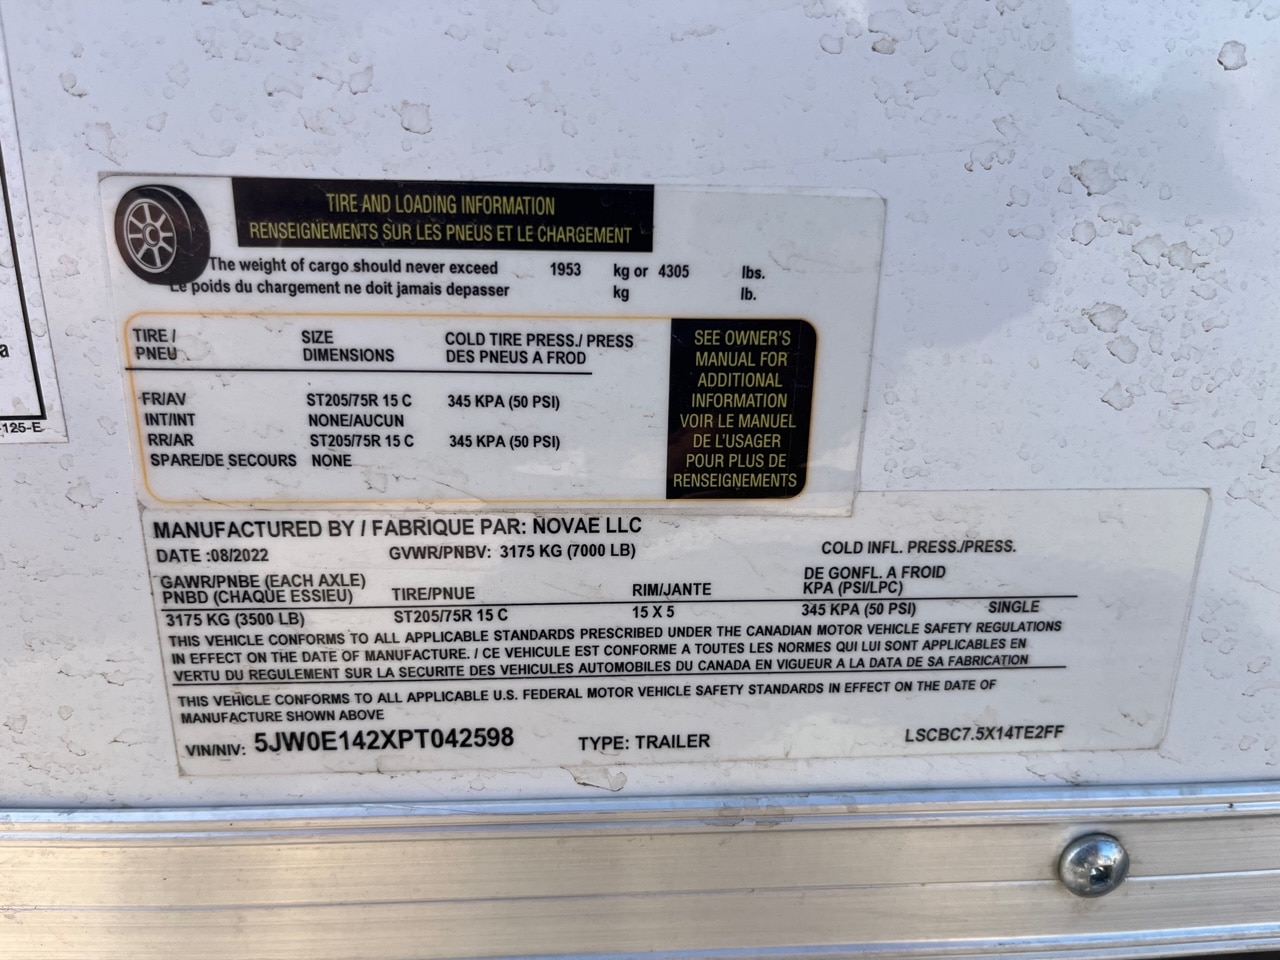 a
-125-E
TIRE AND LOADING INFORMATION
RENSEIGNEMENTS SUR LES PNEUS ET LE CHARGEMENT
The weight of cargo should never exceed 1953 kg or 4305 lbs.
Le poids du chargement ne doit jamais depasser kg lb.
TIRE / SIZE COLD TIRE PRESS./ PRESS
PNEU DIMENSIONS DES PNEUS A FROD
FR/AV ST205/75R 15 C 345 KPA (50 PSI)
INT/INT NONE/AUCUN
RR/AR ST205/75R 15 C 345 KPA (50 PSI)
SPARE/DE SECOURS NONE
SEE OWNER'S
MANUAL FOR
ADDITIONAL
INFORMATION
VOIR LE MANUEL
DE L'USAGER
POUR PLUS DE
RENSEIGNEMENTS
MANUFACTURED BY / FABRIQUE PAR: NOVAE LLC
DATE :08/2022 GVWR/PNBV: 3175 KG (7000 LB) COLD INFL. PRESS./PRESS.
GAWR/PNBE (EACH AXLE) DE GONFL. A FROID
PNBD (CHAQUE ESSIEU) TIRE/PNUE RIM/JANTE KPA (PSI/LPC)
3175 KG (3500 LB) ST205/75R 15 C 15 X 5 345 KPA (50 PSI) SINGLE
THIS VEHICLE CONFORMS TO ALL APPLICABLE STANDARDS PRESCRIBED UNDER THE CANADIAN MOTOR VEHICLE SAFETY REGULATIONS
IN EFFECT ON THE DATE OF MANUFACTURE. / CE VEHICULE EST CONFORME A TOUTES LES NORMES QUI LUI SONT APPLICABLES EN
VERTU DU REGULEMENT SUR LA SECURITE DES VEHICULES AUTOMOBILES DU CANADA EN VIGUEUR A LA DATA DE SA FABRICATION
THIS VEHICLE CONFORMS TO ALL APPLICABLE U.S. FEDERAL MOTOR VEHICLE SAFETY STANDARDS IN EFFECT ON THE DATE OF
MANUFACTURE SHOWN ABOVE
VIN/NIV: 5JW0E142XPT042598 TYPE: TRAILER LSCBC7.5X14TE2FF